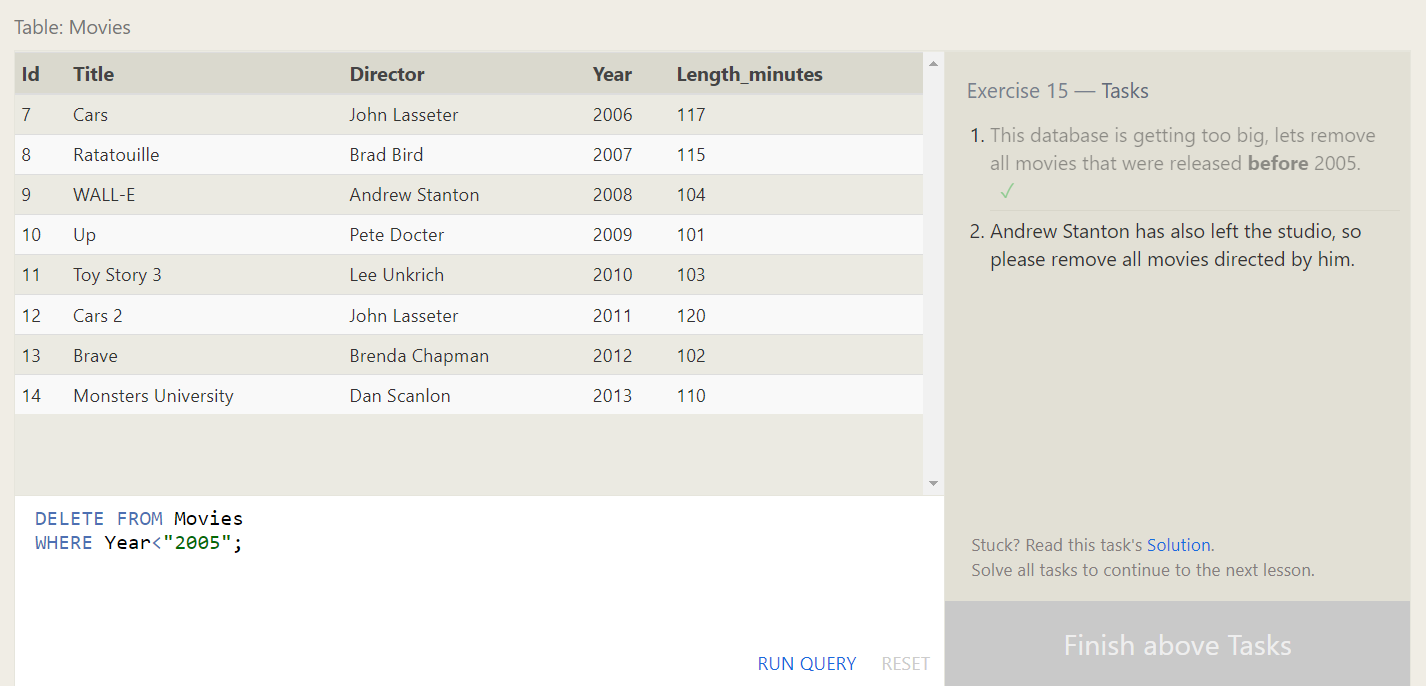 Table: Movies
Id Title Director Year Length_minutes
7 Cars John Lasseter 2006 117
8 Ratatouille Brad Bird 2007 115
9 WALL-E Andrew Stanton 2008 104
10 Up Pete Docter 2009 101
11 Toy Story 3 Lee Unkrich 2010 103
12 Cars 2 John Lasseter 2011 120
13 Brave Brenda Chapman 2012 102
14 Monsters University Dan Scanlon 2013 110
DELETE FROM Movies
WHERE Year<"2005";
RUN QUERY RESET
Exercise 15 — Tasks
1. This database is getting too big, lets remove
all movies that were released before 2005.
✓
2. Andrew Stanton has also left the studio, so
please remove all movies directed by him.
Stuck? Read this task's Solution.
Solve all tasks to continue to the next lesson.
Finish above Tasks